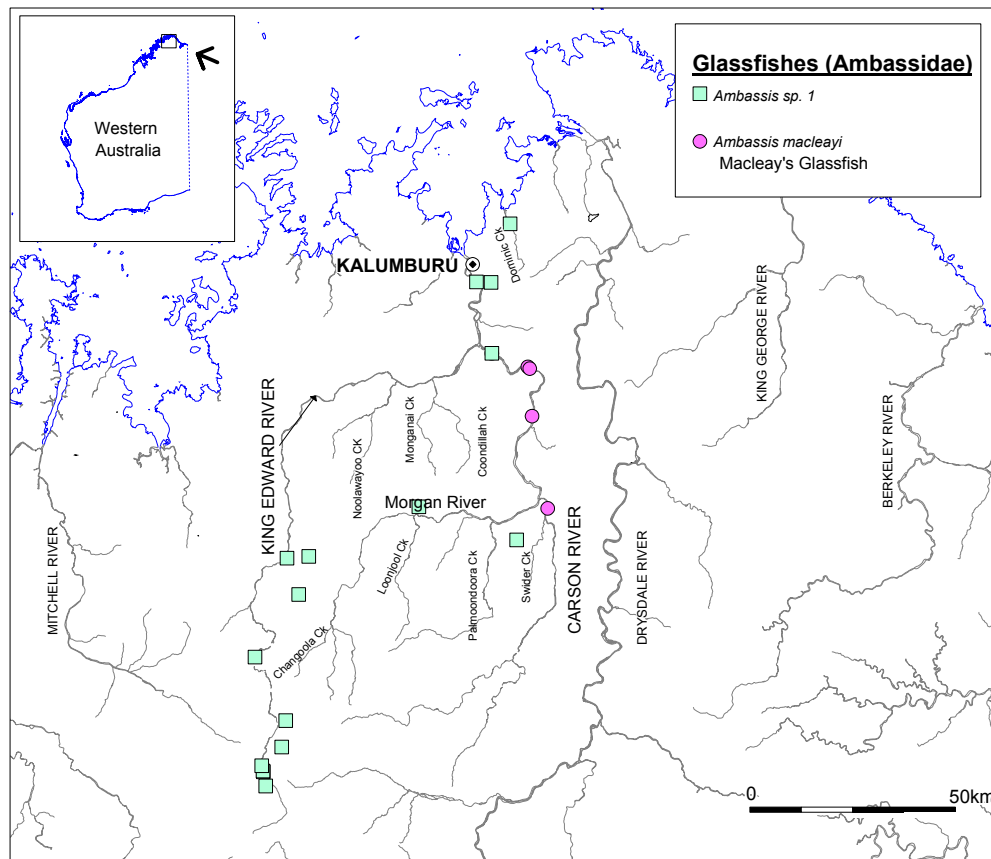 Western
Australia
Glassfishes (Ambassidae)
Ambassis sp. 1
Ambassis macleayi
Macleay's Glassfish
KALUMBURU
Dominic Ck
KING GEORGE RIVER
BERKELEY RIVER
KING EDWARD RIVER
Noolawayoo CK
Monganai Ck
Coondillah Ck
Morgan River
MITCHELL RIVER
Loonjool Ck
Palmoondoora Ck
Swider Ck
CARSON RIVER
DRYSDALE RIVER
Changoola Ck
0
50km